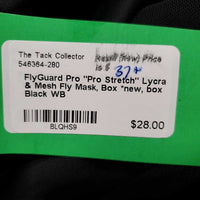 The Tack Collector
546364-280
Retail (New) Price
is $ 37+
FlyGuard Pro "Pro Stretch" Lycra
& Mesh Fly Mask, Box *new, box
Black WB
BLQHS9
$28.00